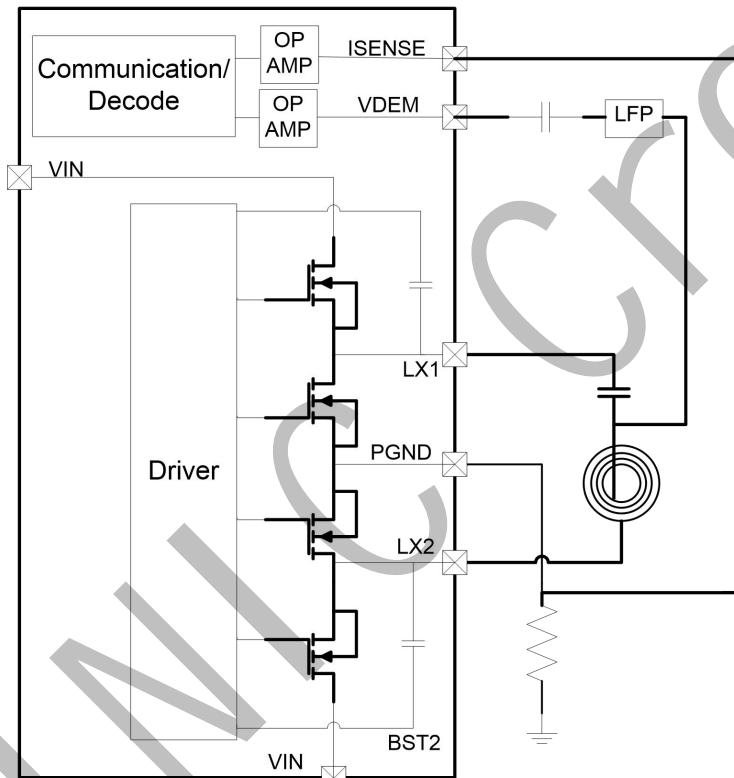 OP
AMP
ISENSE
Communication/
Decode
OP
AMP
VDEM
LFP
VIN
LX1
Driver
PGND
LX2
BST2
VIN